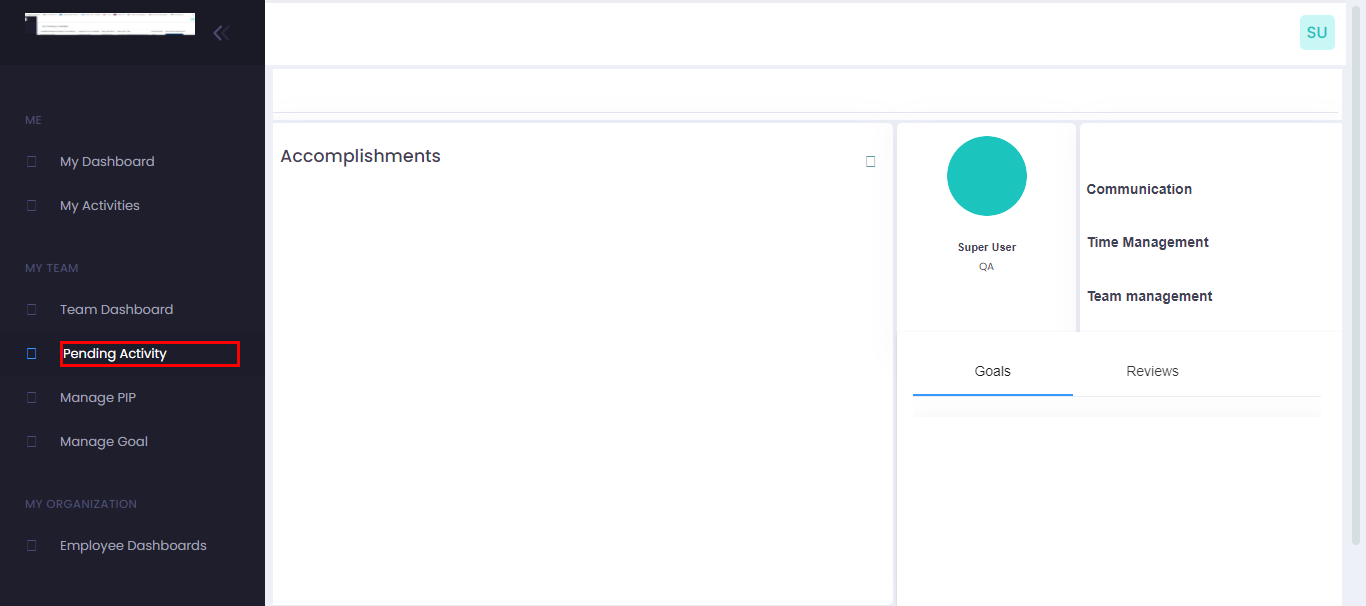 SU
ME
My Dashboard
My Activities
MY TEAM
Team Dashboard
Pending Activity
Manage PIP
Manage Goal
MY ORGANIZATION
Employee Dashboards
Accomplishments
Super User
QA
Communication
Time Management
Team management
Goals
Reviews